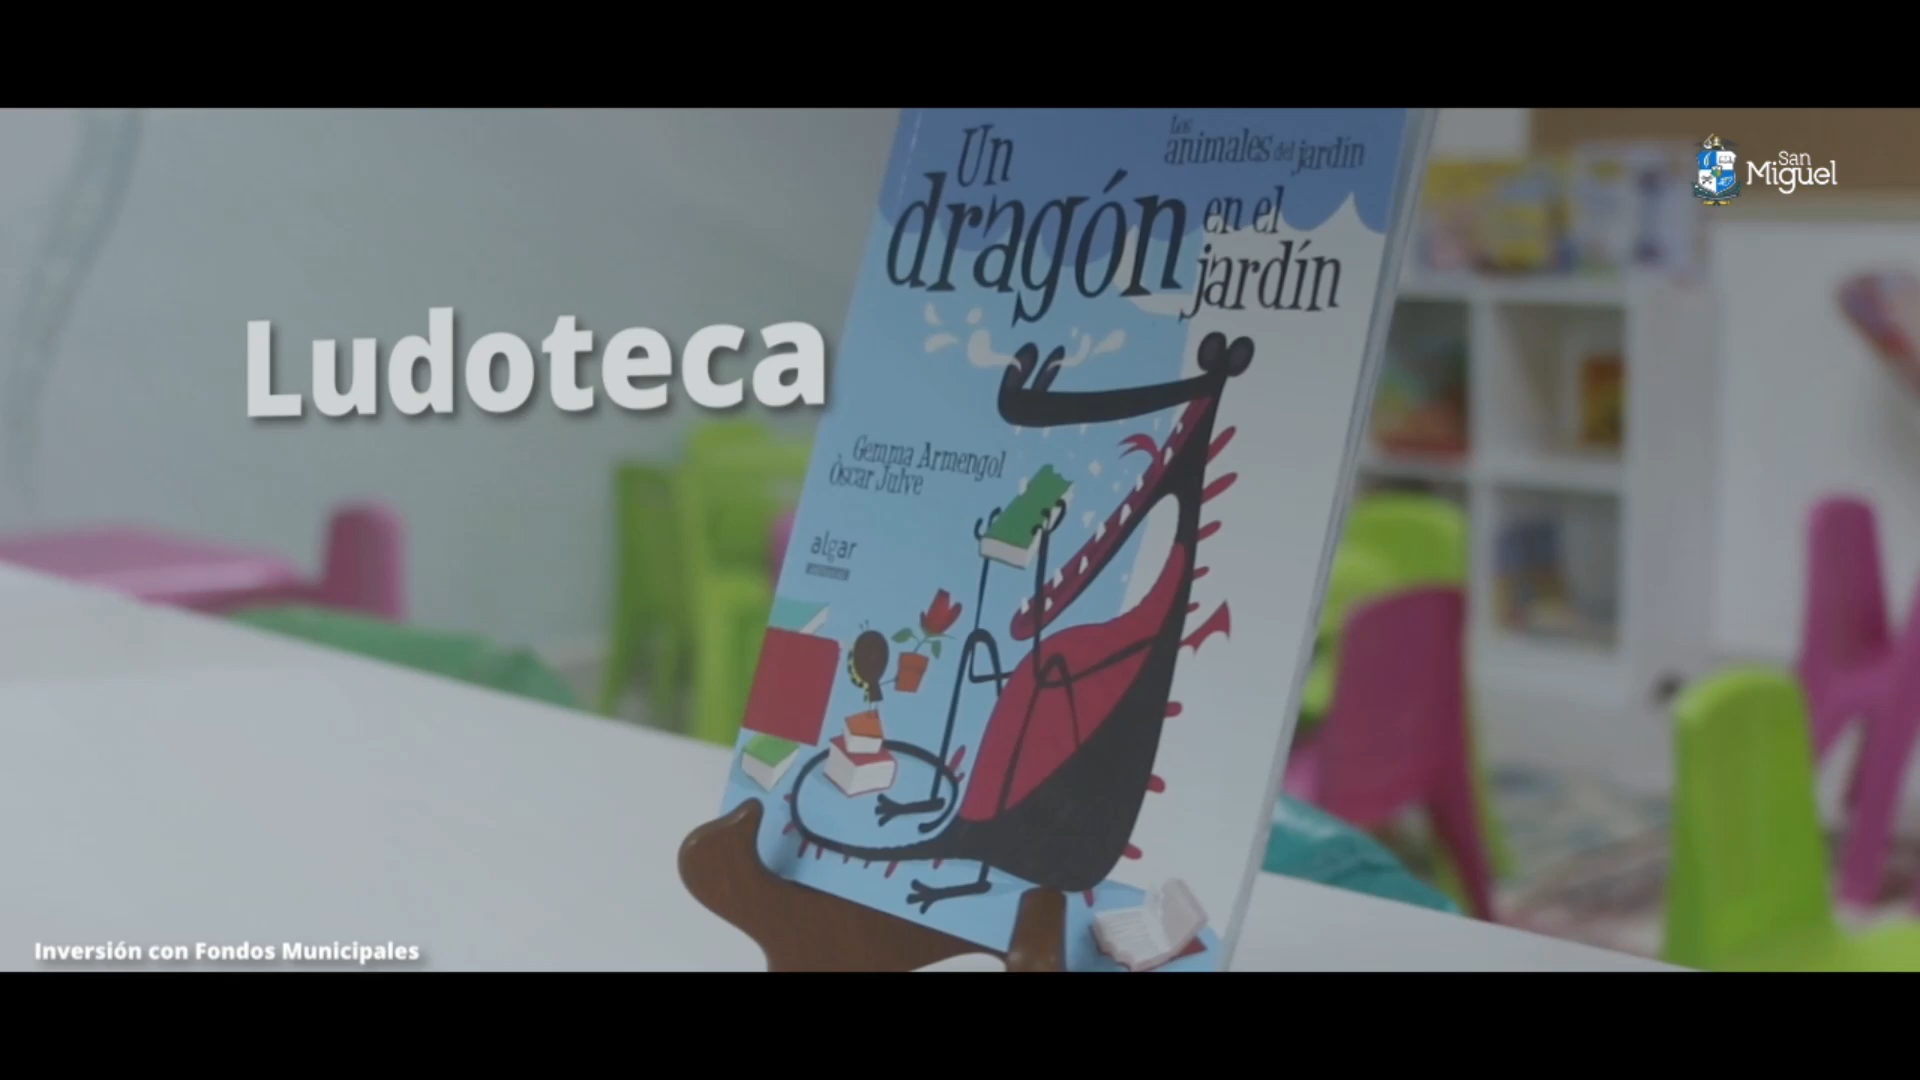 Un
dragón
en el
jardín
Los
animales del jardín
San
Miguel
Ludoteca
Gemma Armengol
Òscar Julve
algar
Inversión con Fondos Municipales